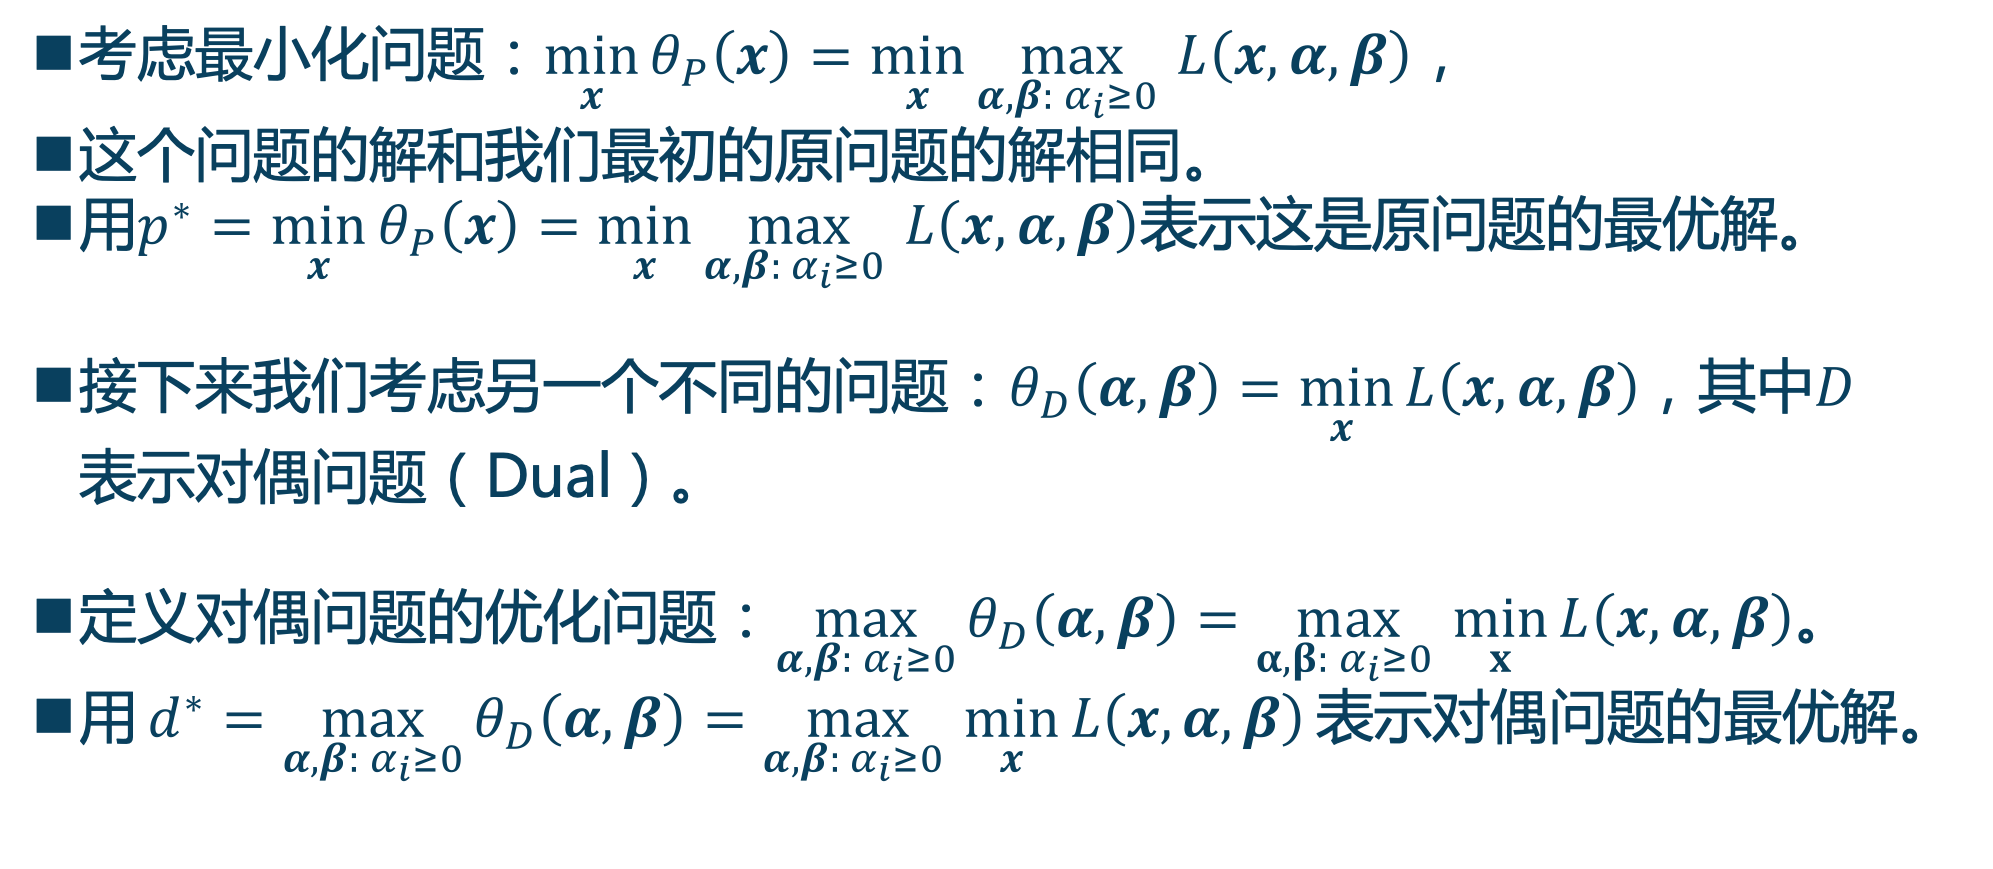 ■考虑最小化问题：min_𝒙 θ_P(𝒙) = min_𝒙 max_{𝜶,𝜷: α_i≥0} L(𝒙, 𝜶, 𝜷)，
■这个问题的解和我们最初的原问题的解相同。
■用p* = min_𝒙 θ_P(𝒙) = min_𝒙 max_{𝜶,𝜷: α_i≥0} L(𝒙, 𝜶, 𝜷)表示这是原问题的最优解。
■接下来我们考虑另一个不同的问题：θ_D(𝜶, 𝜷) = min_𝒙 L(𝒙, 𝜶, 𝜷)，其中D
表示对偶问题（Dual）。
■定义对偶问题的优化问题：max_{𝜶,𝜷: α_i≥0} θ_D(𝜶, 𝜷) = max_{𝛂,𝛃: α_i≥0} min_𝐱 L(𝒙, 𝜶, 𝜷)。
■用 d* = max_{𝜶,𝜷: α_i≥0} θ_D(𝜶, 𝜷) = max_{𝜶,𝜷: α_i≥0} min_𝒙 L(𝒙, 𝜶, 𝜷) 表示对偶问题的最优解。